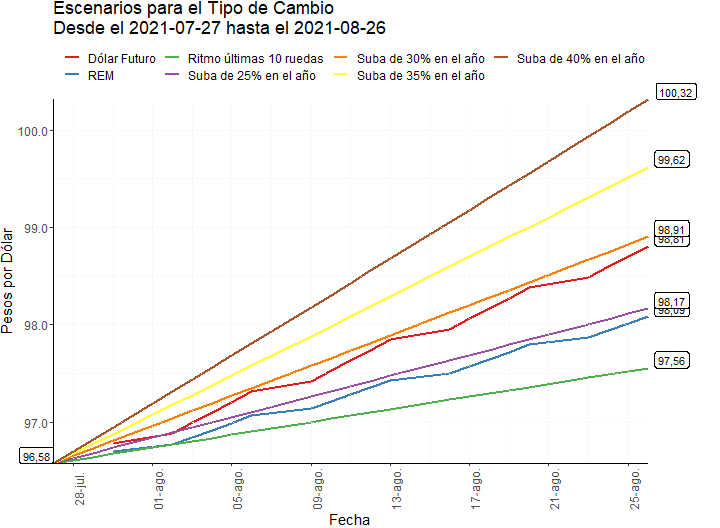 Escenarios para el Tipo de Cambio
Desde el 2021-07-27 hasta el 2021-08-26
Dólar Futuro
Ritmo últimas 10 ruedas
Suba de 30% en el año
Suba de 40% en el año
REM
Suba de 25% en el año
Suba de 35% en el año
Pesos por Dólar
100.0
99.0
98.0
97.0
100,32
99,62
98,91
98,81
98,17
98,09
97,56
96,58
28-jul.
01-ago.
05-ago.
09-ago.
13-ago.
17-ago.
21-ago.
25-ago.
Fecha